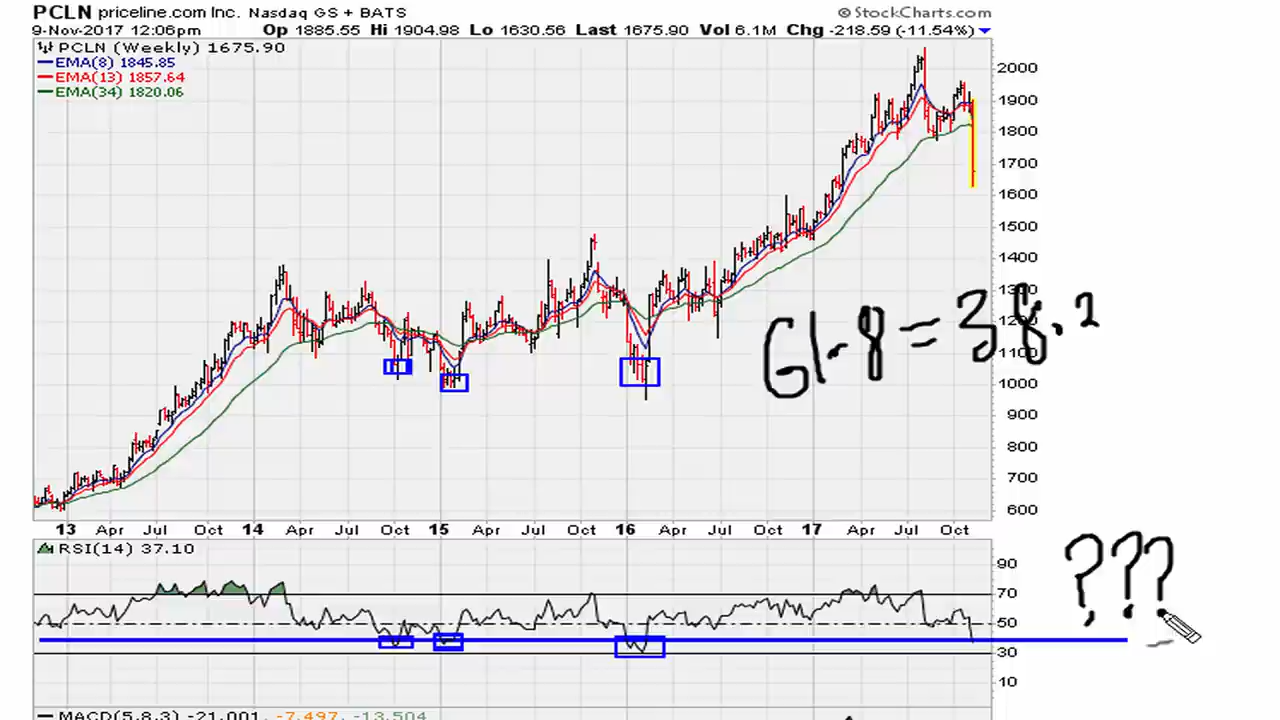 PCLN priceline.com Inc. Nasdaq GS + BATS © StockCharts.com
9-Nov-2017 12:06pm Op 1885.55 Hi 1904.98 Lo 1630.56 Last 1675.90 Vol 6.1M Chg -218.59 (-11.54%)
PCLN (Weekly) 1675.90
EMA(8) 1845.85
EMA(13) 1857.64
EMA(34) 1820.06
2000
1900
1800
1700
1600
1500
1400
1300
1200
1100
1000
900
800
700
600
61.8 = 38.2
13 Apr Jul Oct 14 Apr Jul Oct 15 Apr Jul Oct 16 Apr Jul Oct 17 Apr Jul Oct
RSI(14) 37.10
90
70
50
30
10
???
MACD(5,8,3) -21.001, -7.497, -13.504